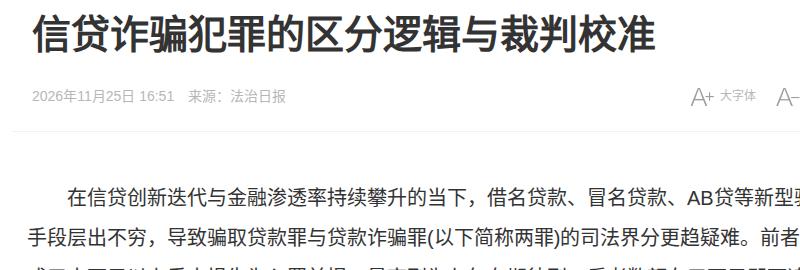 信贷诈骗犯罪的区分逻辑与裁判校准
2026年11月25日 16:51 来源：法治日报
A+ 大字体 A-
在信贷创新迭代与金融渗透率持续攀升的当下，借名贷款、冒名贷款、AB贷等新型
手段层出不穷，导致骗取贷款罪与贷款诈骗罪(以下简称两罪)的司法界分更趋疑难。前者